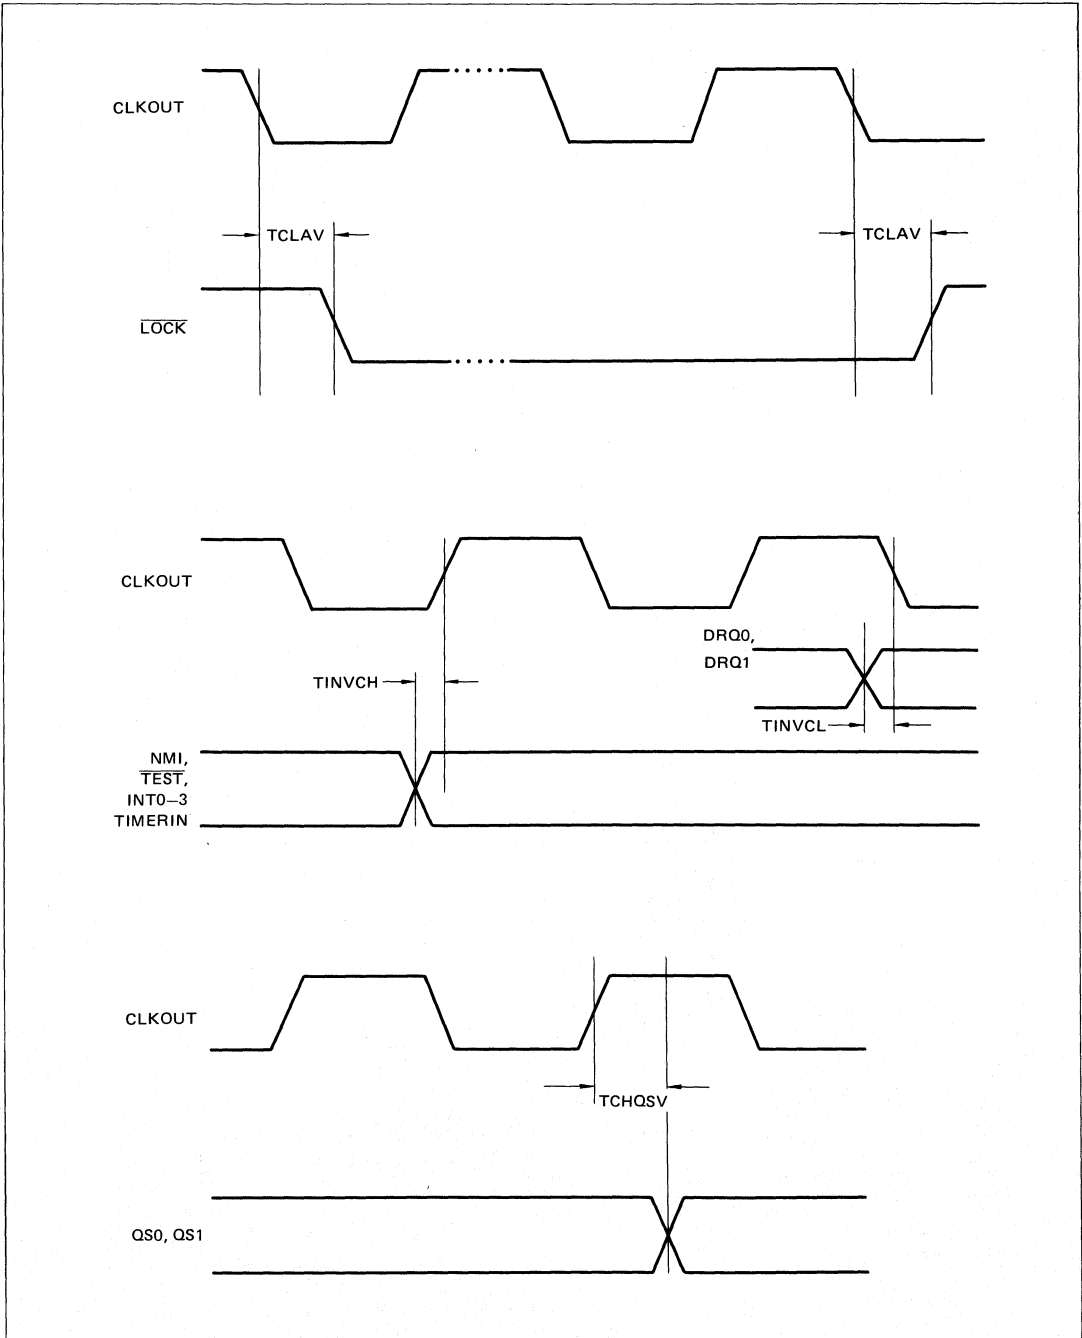 CLKOUT
TCLAV
TCLAV
LOCK
CLKOUT
DRQ0,
DRQ1
TINVCH
TINVCL
NMI,
TEST,
INT0–3
TIMERIN
CLKOUT
TCHQSV
QS0, QS1